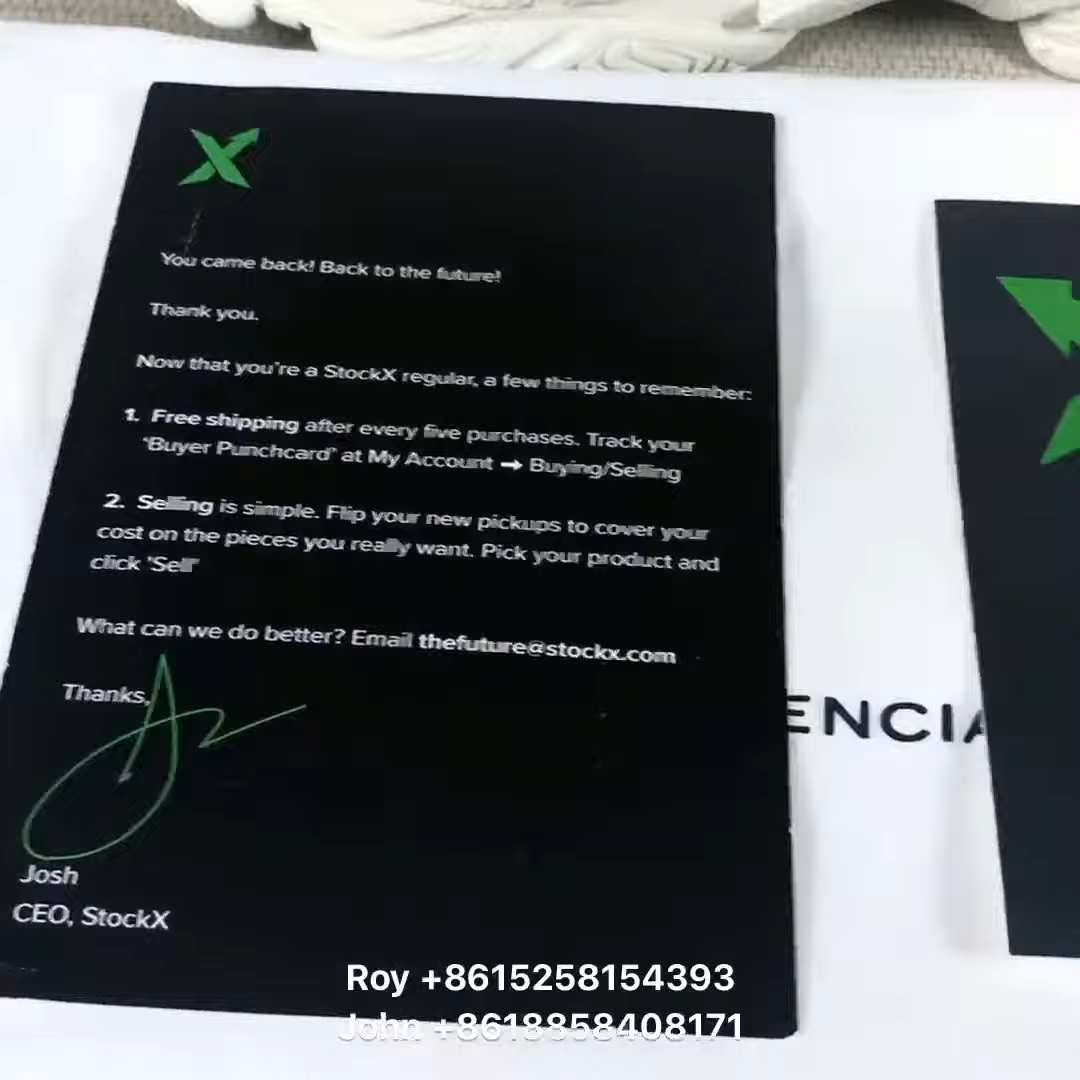 You came back! Back to the future!
Thank you.
Now that you're a StockX regular, a few things to remember:
1. Free shipping after every five purchases. Track your
'Buyer Punchcard' at My Account → Buying/Selling
2. Selling is simple. Flip your new pickups to cover your
cost on the pieces you really want. Pick your product and
click 'Sell'
What can we do better? Email thefuture@stockx.com
Thanks,
Josh
CEO, StockX
ENCIA
Roy +8615258154393
John +8618858408171